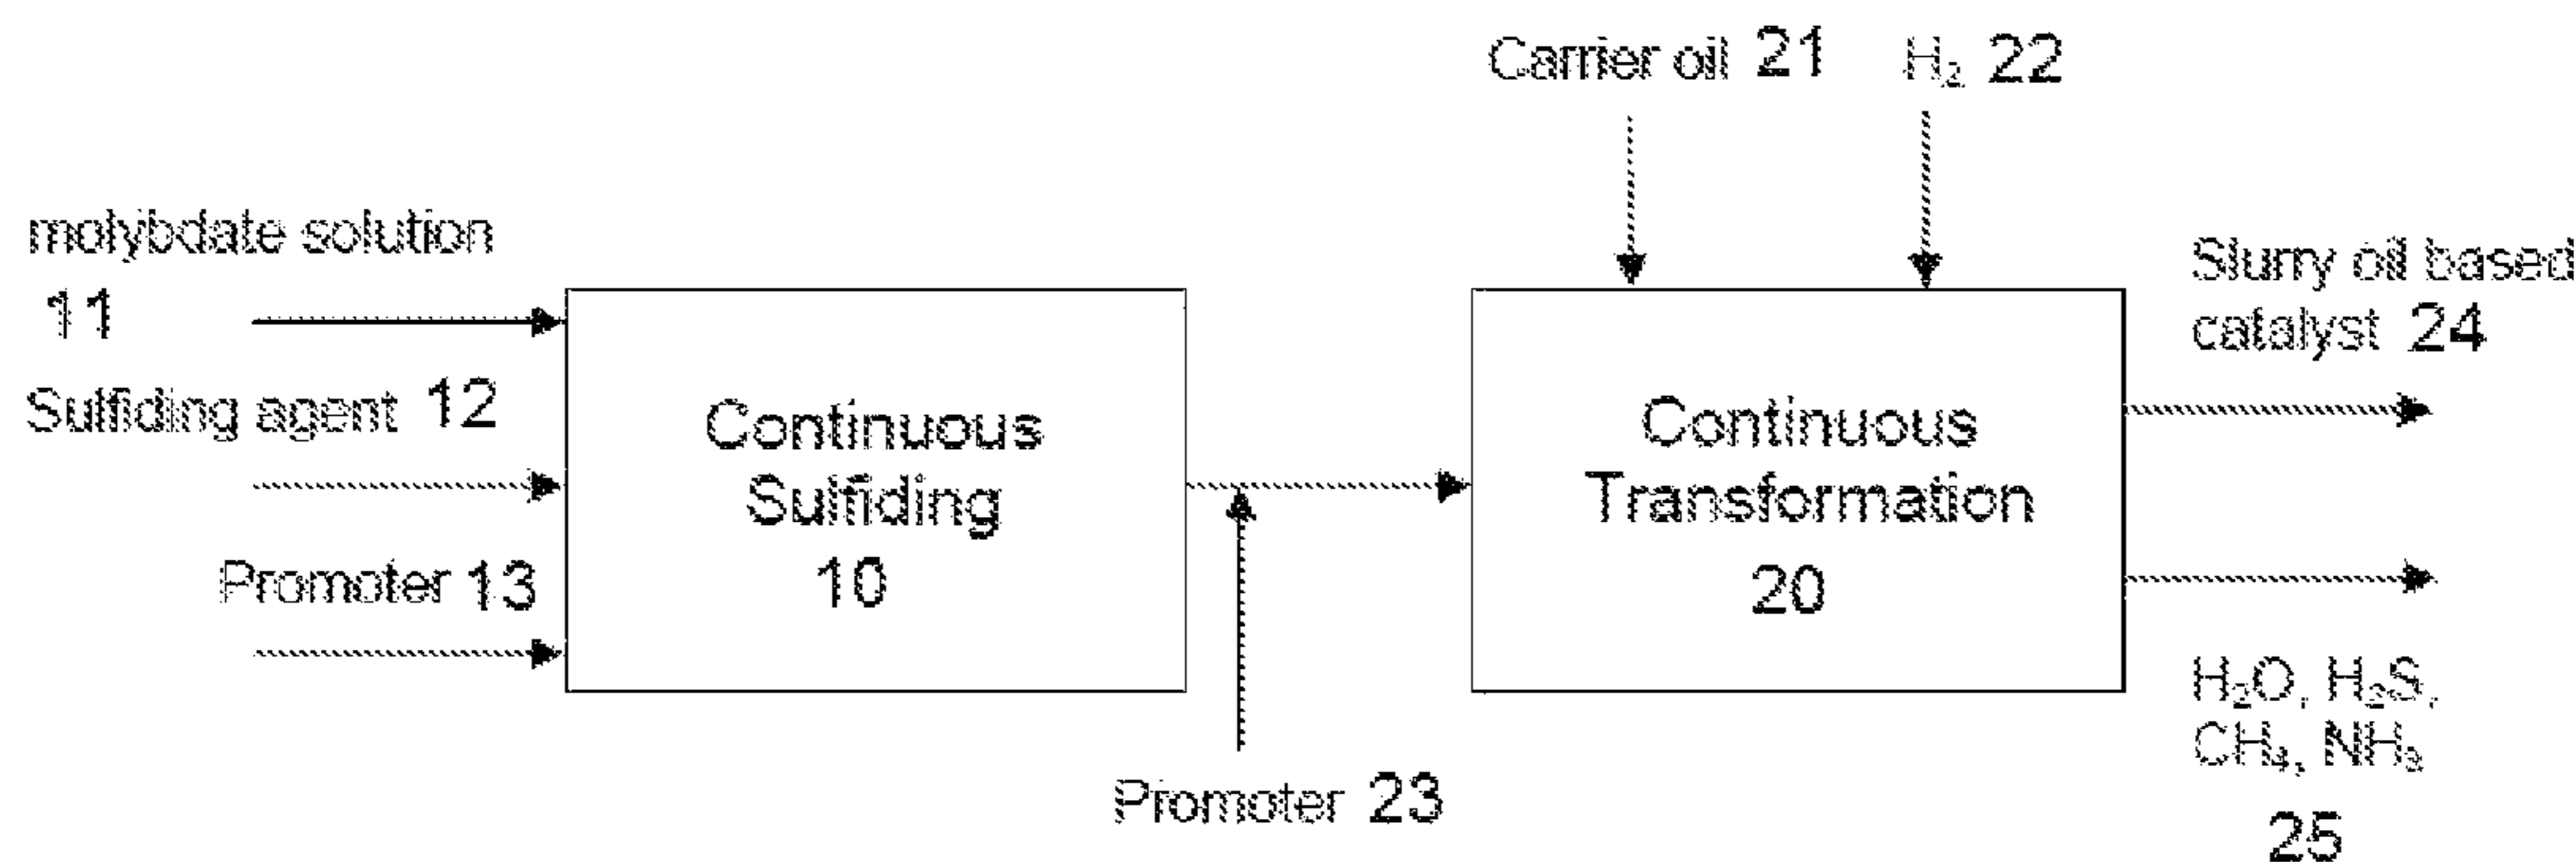 Carrier oil 21
H₂ 22
molybdate solution
11
Sulfiding agent 12
Promoter 13
Continuous
Sulfiding
10
Promoter 23
Continuous
Transformation
20
Slurry oil based
catalyst 24
H₂O, H₂S,
CH₄, NH₃
25